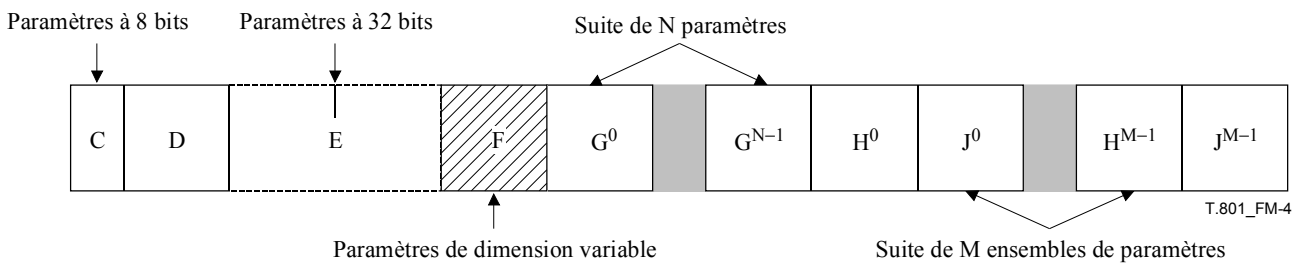 Paramètres à 8 bits
Paramètres à 32 bits
Suite de N paramètres
C D E F G⁰ Gᴺ⁻¹ H⁰ J⁰ Hᴹ⁻¹ Jᴹ⁻¹
T.801_FM-4
Paramètres de dimension variable
Suite de M ensembles de paramètres